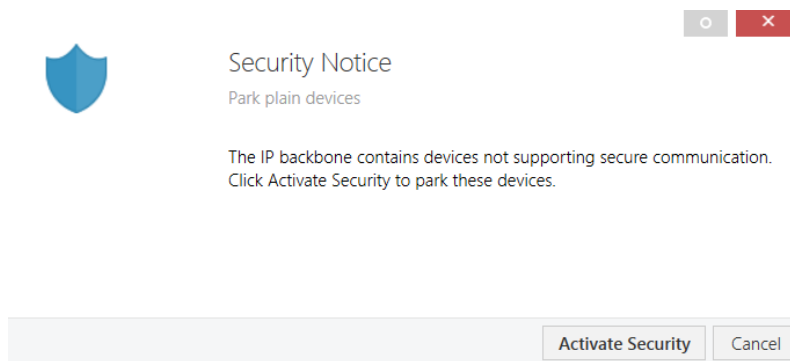 Security Notice
Park plain devices
The IP backbone contains devices not supporting secure communication.
Click Activate Security to park these devices.
Activate Security
Cancel